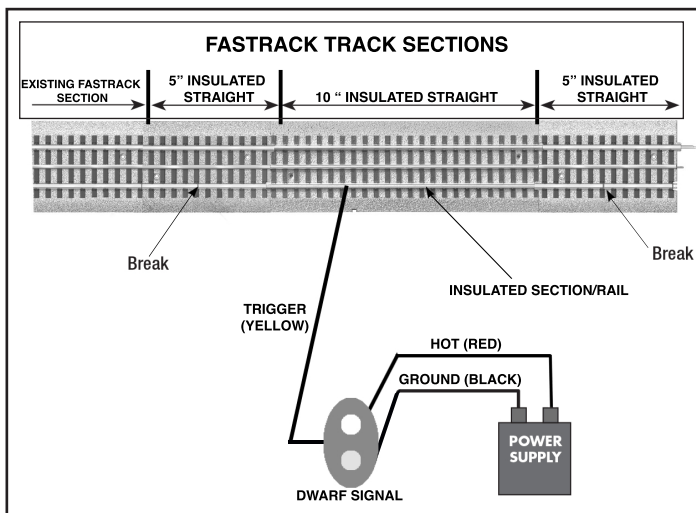 FASTRACK TRACK SECTIONS
EXISTING FASTRACK
SECTION
5” INSULATED
STRAIGHT
10 “ INSULATED STRAIGHT
5” INSULATED
STRAIGHT
Break
Break
INSULATED SECTION/RAIL
TRIGGER
(YELLOW)
HOT (RED)
GROUND (BLACK)
POWER
SUPPLY
DWARF SIGNAL